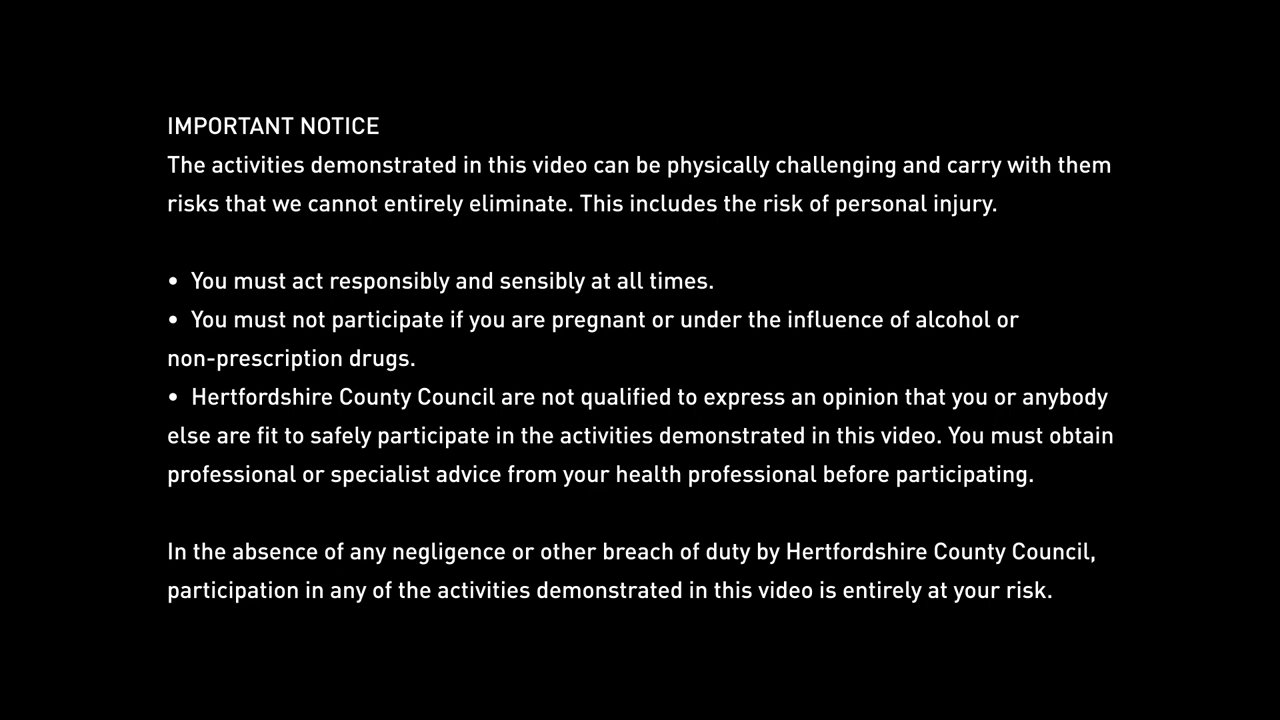 IMPORTANT NOTICE
The activities demonstrated in this video can be physically challenging and carry with them
risks that we cannot entirely eliminate. This includes the risk of personal injury.
• You must act responsibly and sensibly at all times.
• You must not participate if you are pregnant or under the influence of alcohol or
non-prescription drugs.
• Hertfordshire County Council are not qualified to express an opinion that you or anybody
else are fit to safely participate in the activities demonstrated in this video. You must obtain
professional or specialist advice from your health professional before participating.
In the absence of any negligence or other breach of duty by Hertfordshire County Council,
participation in any of the activities demonstrated in this video is entirely at your risk.